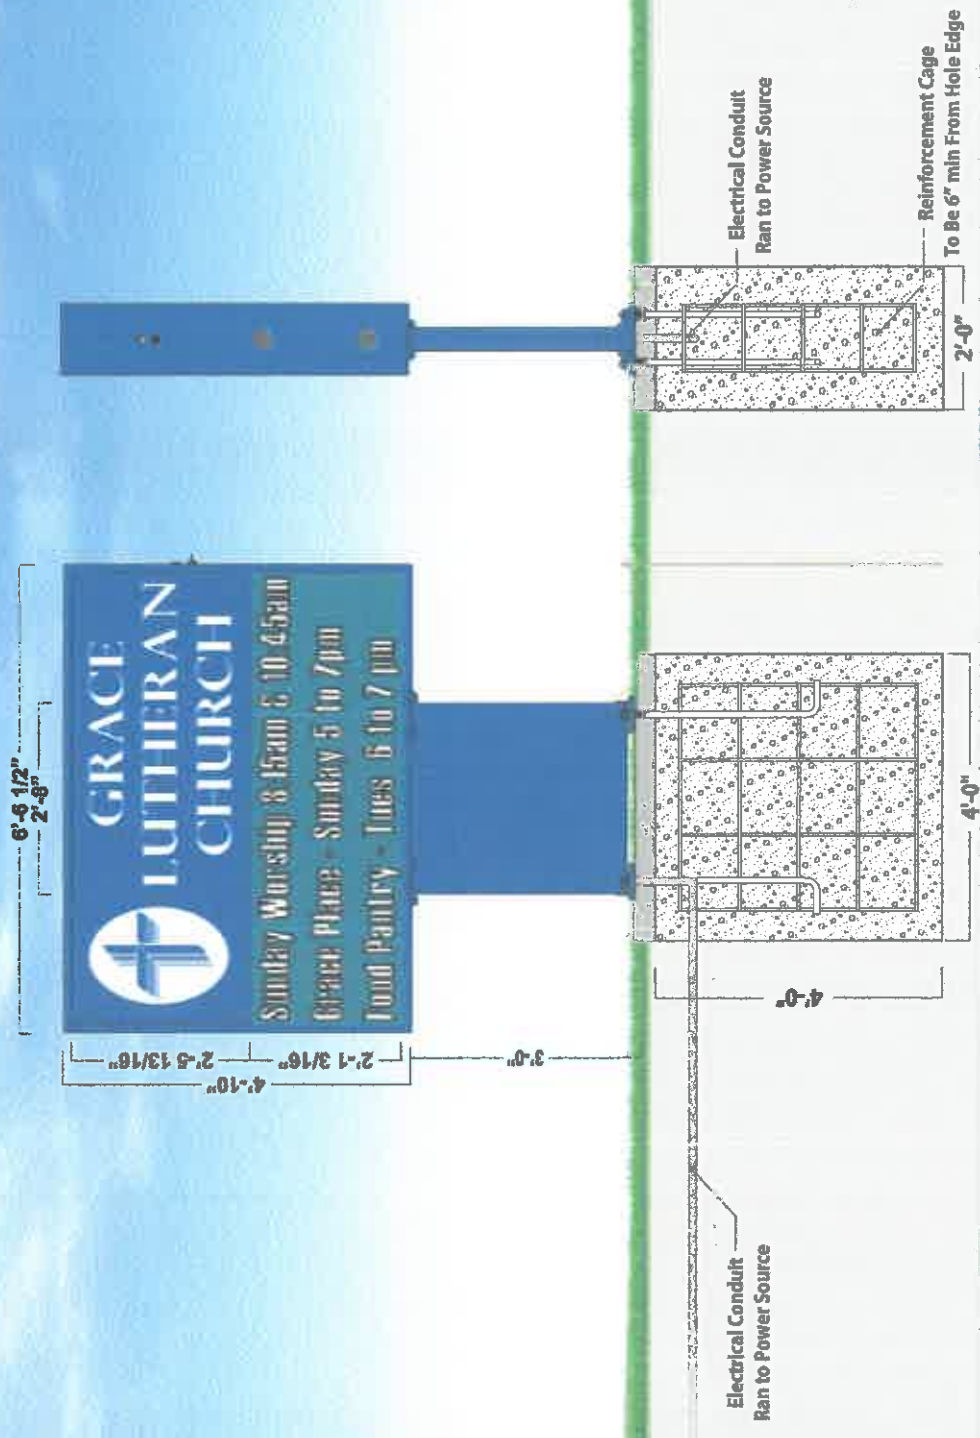 6'-6 1/2"
2'-8"
GRACE
LUTHERAN
CHURCH
Sunday Worship 8 15am & 10 45am
Grace Place - Sunday 5 to 7pm
Food Pantry - Tues 6 to 7 pm
2'-5 13/16"
2'-1 3/16"
4'-10"
3'-0"
4'-0"
4'-0"
Electrical Conduit
Ran to Power Source
Electrical Conduit
Ran to Power Source
Reinforcement Cage
To Be 6" min From Hole Edge
2'-0"